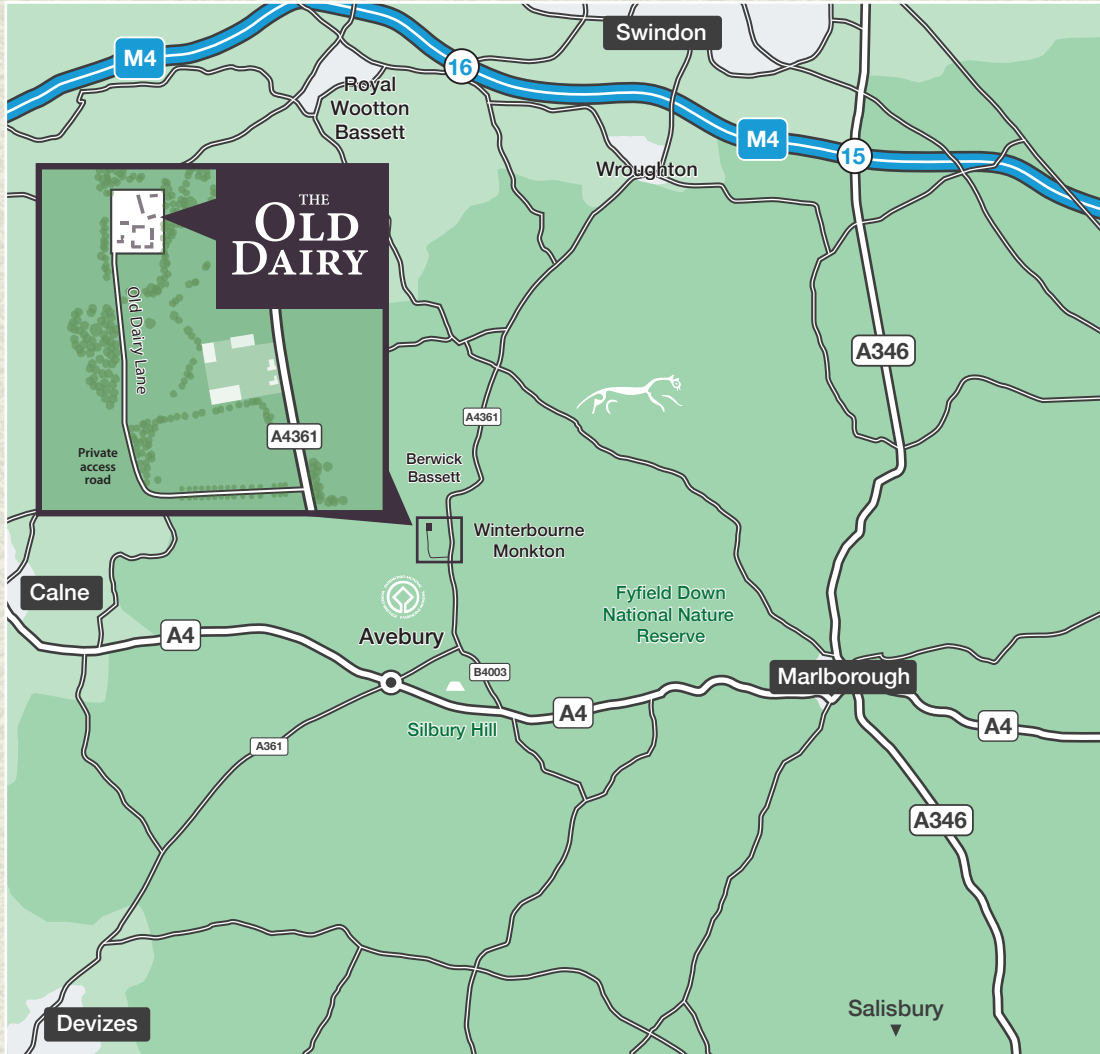 Swindon
M4
16
Royal
Wootton
Bassett
M4
15
Wroughton
THE
OLD
DAIRY
Old Dairy Lane
A346
A4361
A4361
Private
access
road
Berwick
Bassett
Winterbourne
Monkton
Calne
Fyfield Down
National Nature
Reserve
A4
Avebury
B4003
Marlborough
A4
Silbury Hill
A4
A361
A346
Salisbury
Devizes